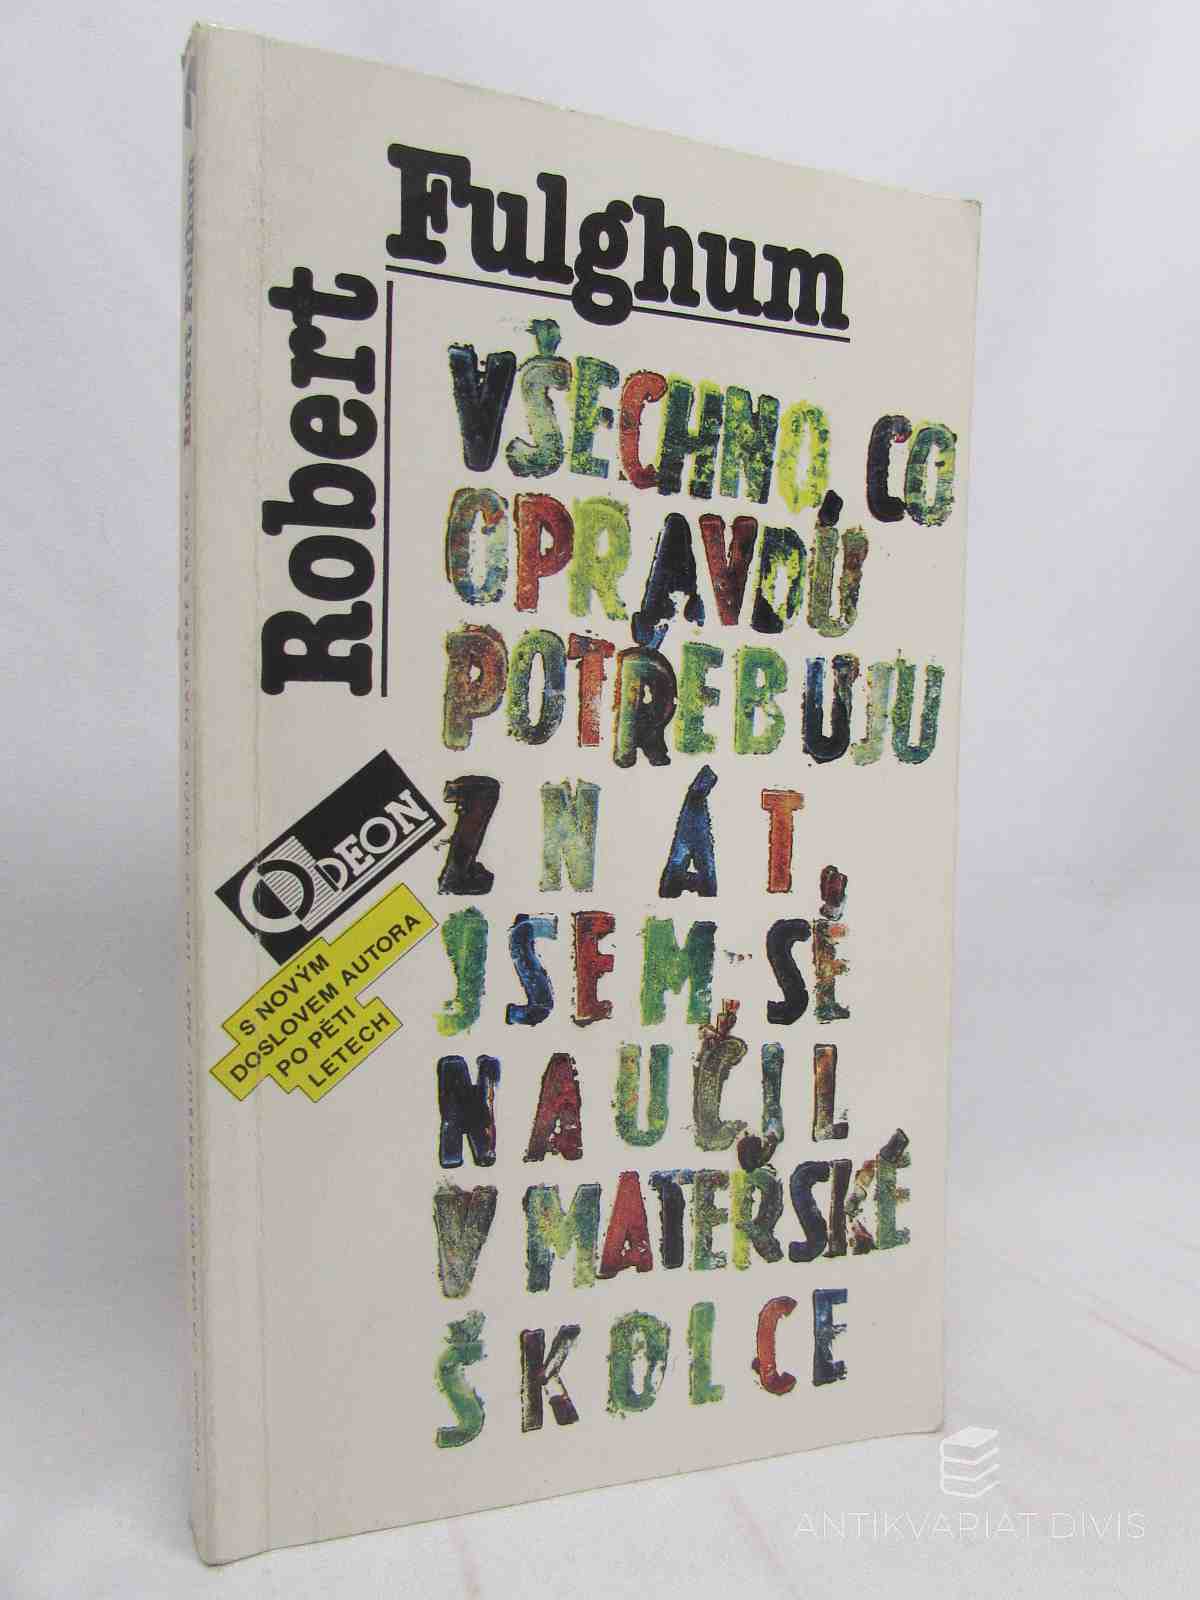 Robert
Fulghum
VŠECHNO, CO
OPRAVDU
POTŘEBUJU
ZNÁT,
JSEM SE
NAUČIL
V MATEŘSKÉ
ŠKOLCE
ODEON
S NOVÝM
DOSLOVEM AUTORA
PO PĚTI
LETECH
Robert Fulghum
ANTIKVARIAT DIVIS